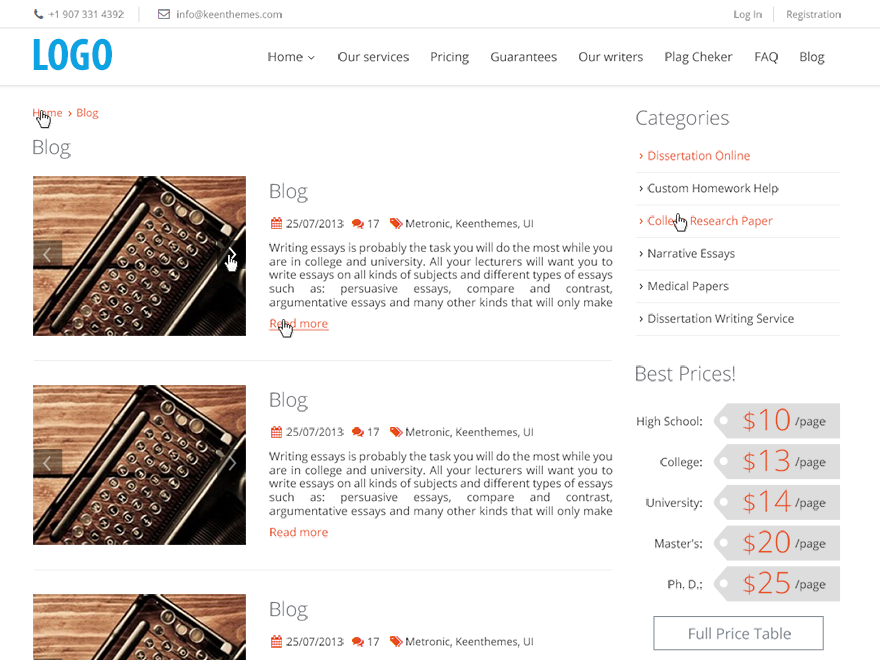 +1 907 331 4392
info@keenthemes.com
Log In
Registration
LOGO
Home
Our services
Pricing
Guarantees
Our writers
Plag Cheker
FAQ
Blog
Home › Blog
Blog
Blog
25/07/2013 17 Metronic, Keenthemes, UI
Writing essays is probably the task you will do the most while you
are in college and university. All your lecturers will want you to
write essays on all kinds of subjects and different types of essays
such as: persuasive essays, compare and contrast,
argumentative essays and many other kinds that will only make
Read more
Blog
25/07/2013 17 Metronic, Keenthemes, UI
Writing essays is probably the task you will do the most while you
are in college and university. All your lecturers will want you to
write essays on all kinds of subjects and different types of essays
such as: persuasive essays, compare and contrast,
argumentative essays and many other kinds that will only make
Read more
Blog
25/07/2013 17 Metronic, Keenthemes, UI
Categories
› Dissertation Online
› Custom Homework Help
› College Research Paper
› Narrative Essays
› Medical Papers
› Dissertation Writing Service
Best Prices!
High School: $10 /page
College: $13 /page
University: $14 /page
Master's: $20 /page
Ph. D.: $25 /page
Full Price Table